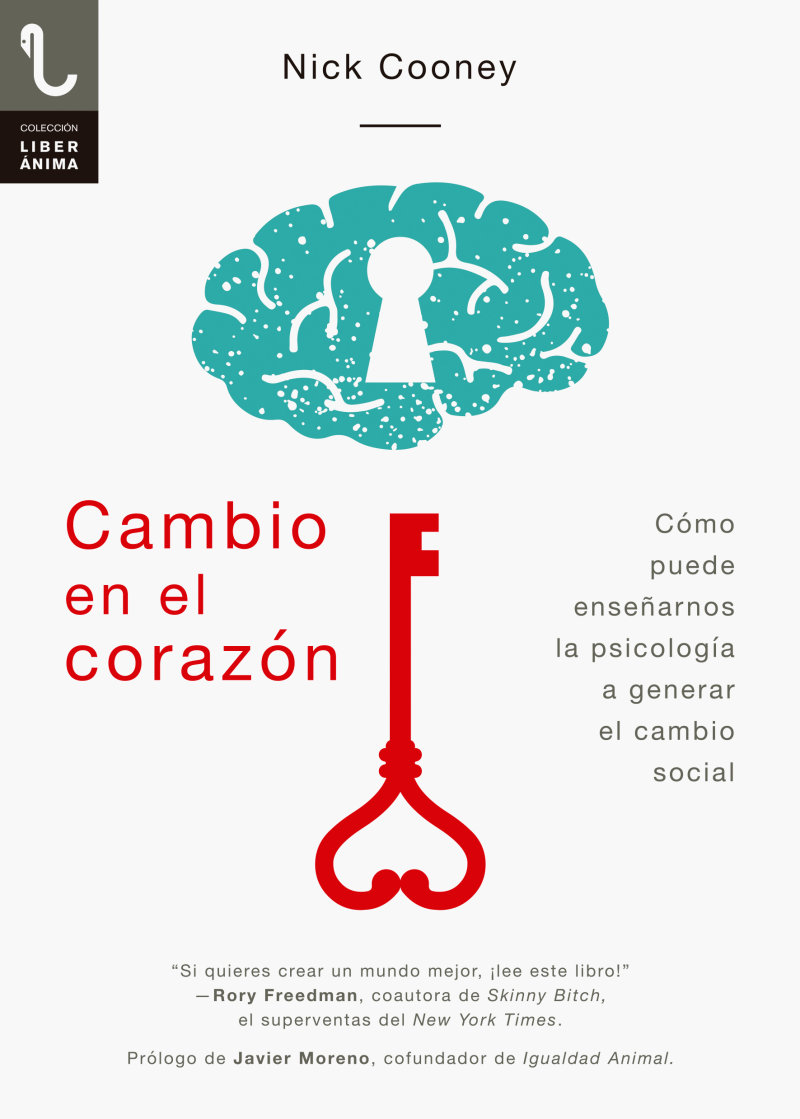 COLECCIÓN
LIBER
ÁNIMA
Nick Cooney
Cambio
en el
corazón
Cómo
puede
enseñarnos
la psicología
a generar
el cambio
social
“Si quieres crear un mundo mejor, ¡lee este libro!”
—Rory Freedman, coautora de Skinny Bitch,
el superventas del New York Times.
Prólogo de Javier Moreno, cofundador de Igualdad Animal.